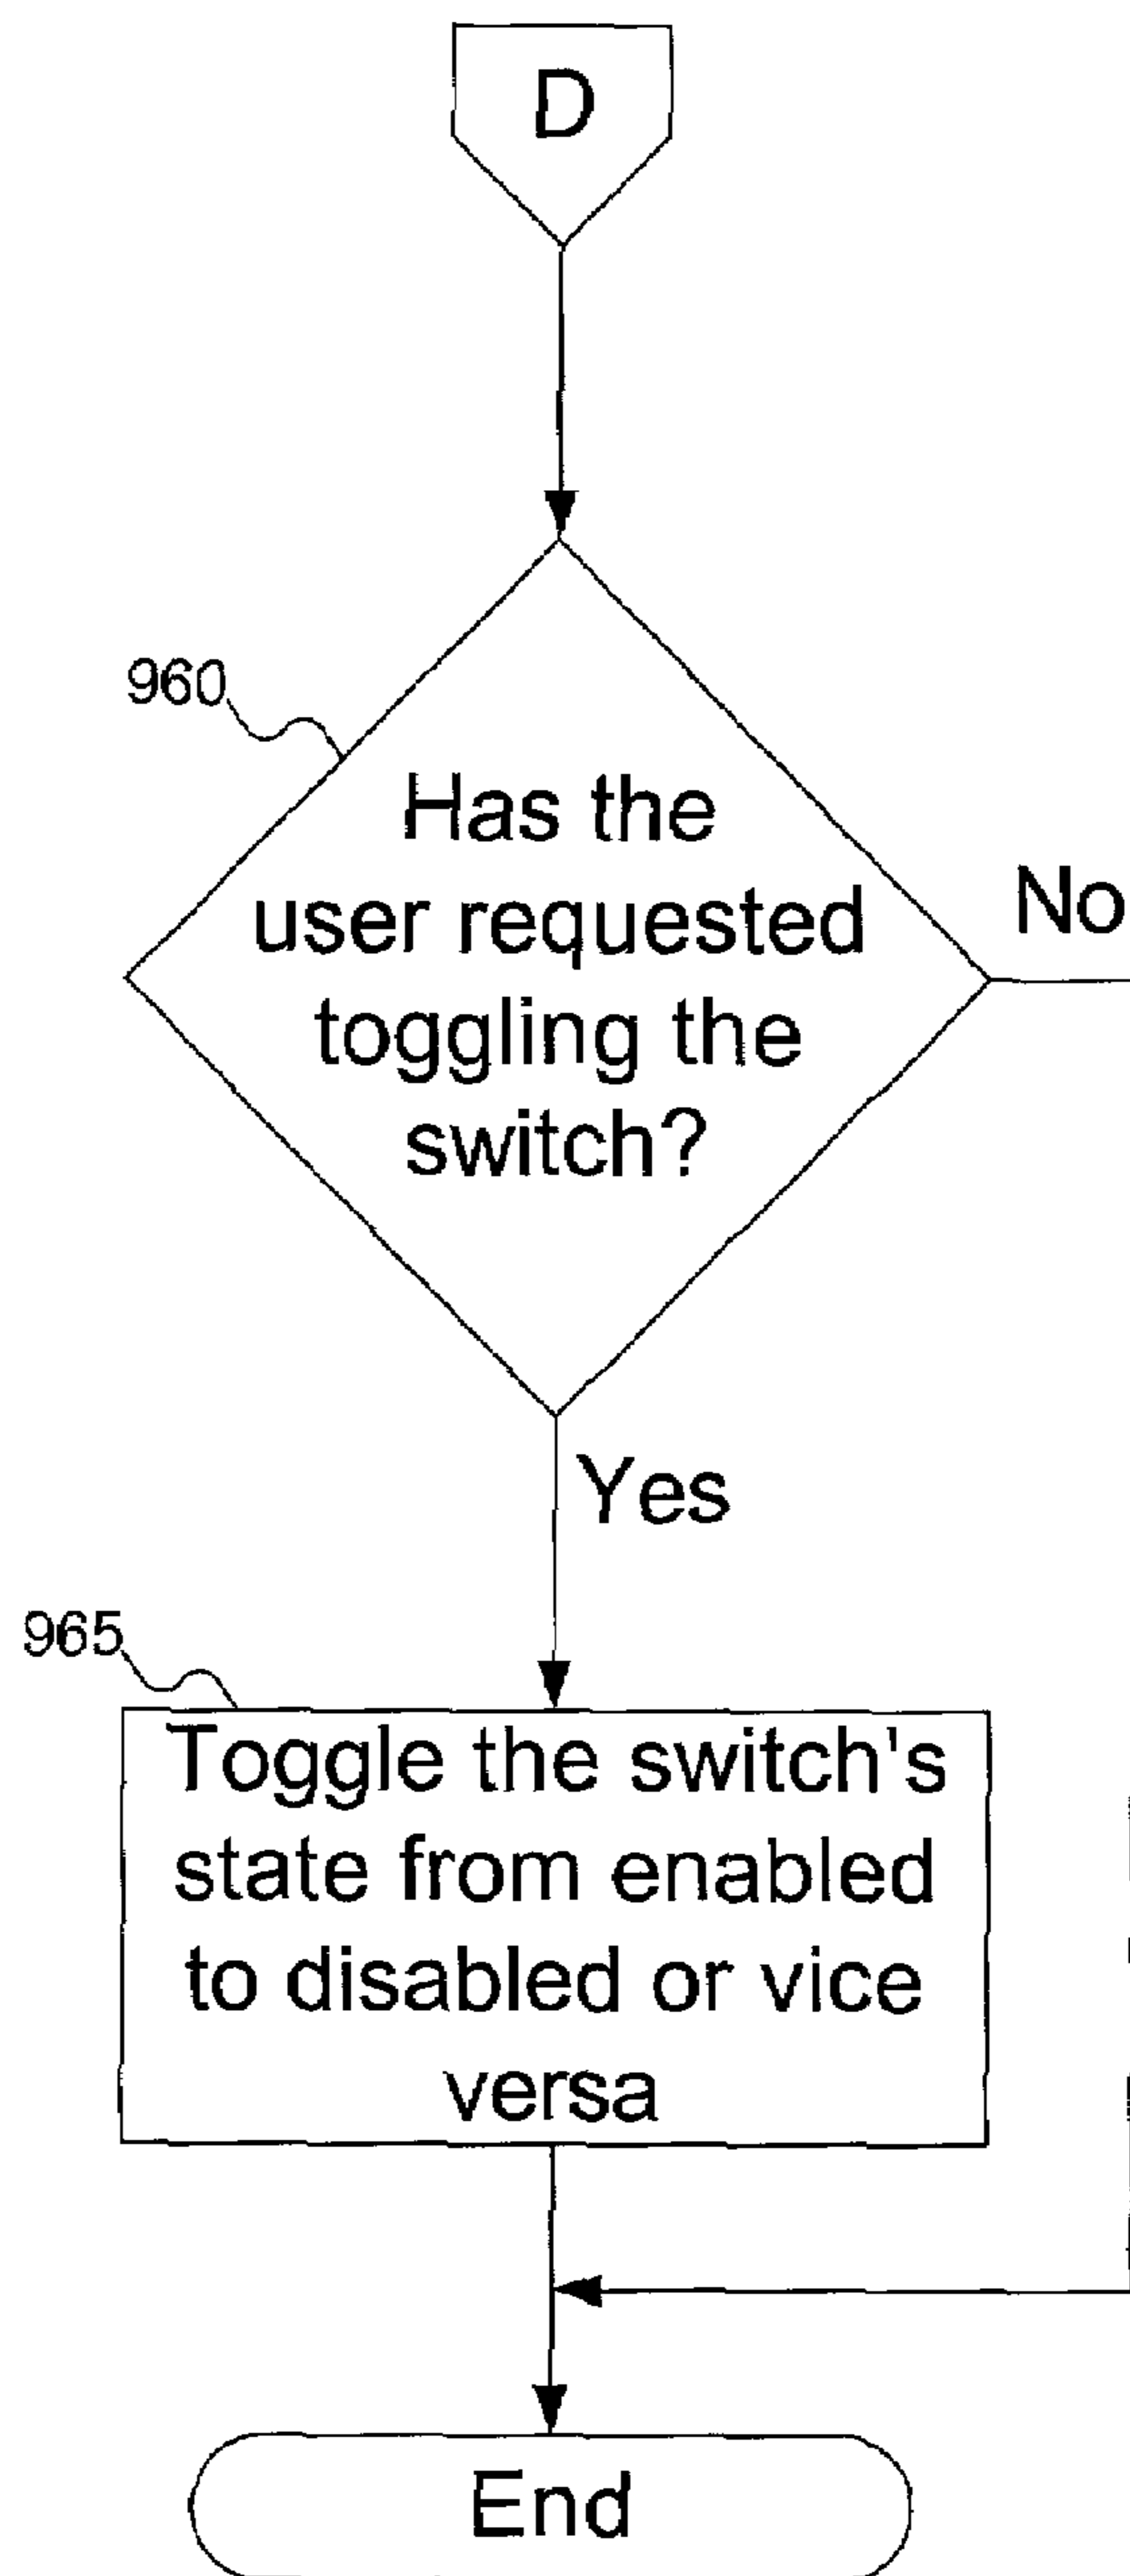 D
960
Has the
user requested
toggling the
switch?
No
Yes
965
Toggle the switch's
state from enabled
to disabled or vice
versa
End